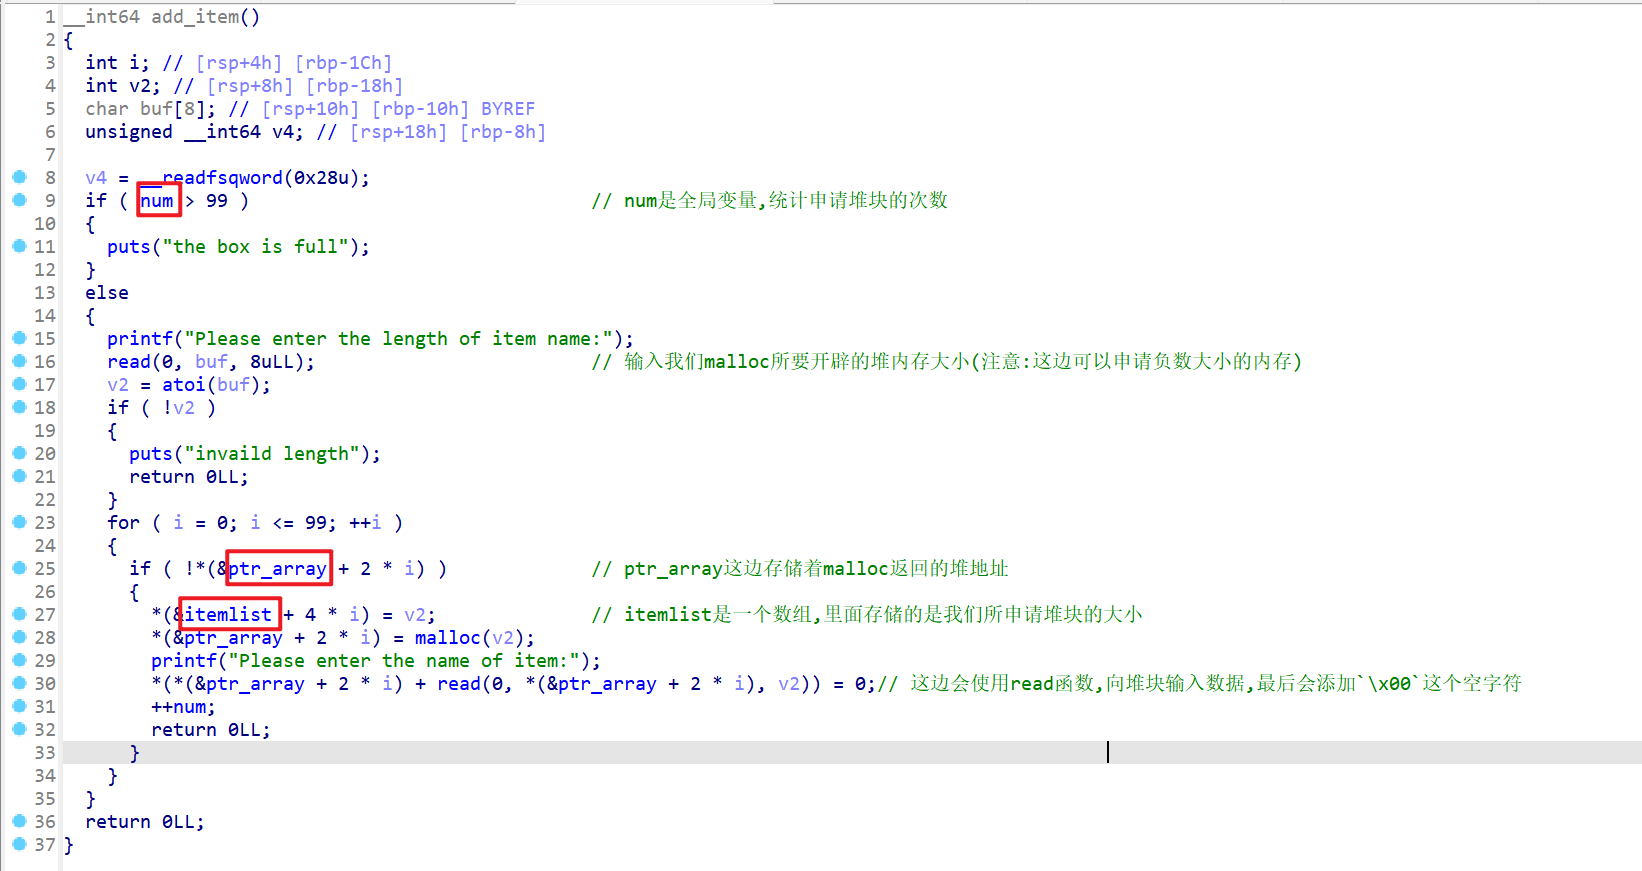 1 __int64 add_item()
2 {
3 int i; // [rsp+4h] [rbp-1Ch]
4 int v2; // [rsp+8h] [rbp-18h]
5 char buf[8]; // [rsp+10h] [rbp-10h] BYREF
6 unsigned __int64 v4; // [rsp+18h] [rbp-8h]
7
8 v4 = __readfsqword(0x28u);
9 if ( num > 99 ) // num是全局变量,统计申请堆块的次数
10 {
11 puts("the box is full");
12 }
13 else
14 {
15 printf("Please enter the length of item name:");
16 read(0, buf, 8uLL); // 输入我们malloc所要开辟的堆内存大小(注意:这边可以申请负数大小的内存)
17 v2 = atoi(buf);
18 if ( !v2 )
19 {
20 puts("invaild length");
21 return 0LL;
22 }
23 for ( i = 0; i <= 99; ++i )
24 {
25 if ( !*(&ptr_array + 2 * i) ) // ptr_array这边存储着malloc返回的堆地址
26 {
27 *(&itemlist + 4 * i) = v2; // itemlist是一个数组,里面存储的是我们所申请堆块的大小
28 *(&ptr_array + 2 * i) = malloc(v2);
29 printf("Please enter the name of item:");
30 *(*(&ptr_array + 2 * i) + read(0, *(&ptr_array + 2 * i), v2)) = 0;// 这边会使用read函数,向堆块输入数据,最后会添加`\x00`这个空字符
31 ++num;
32 return 0LL;
33 }
34 }
35 }
36 return 0LL;
37 }